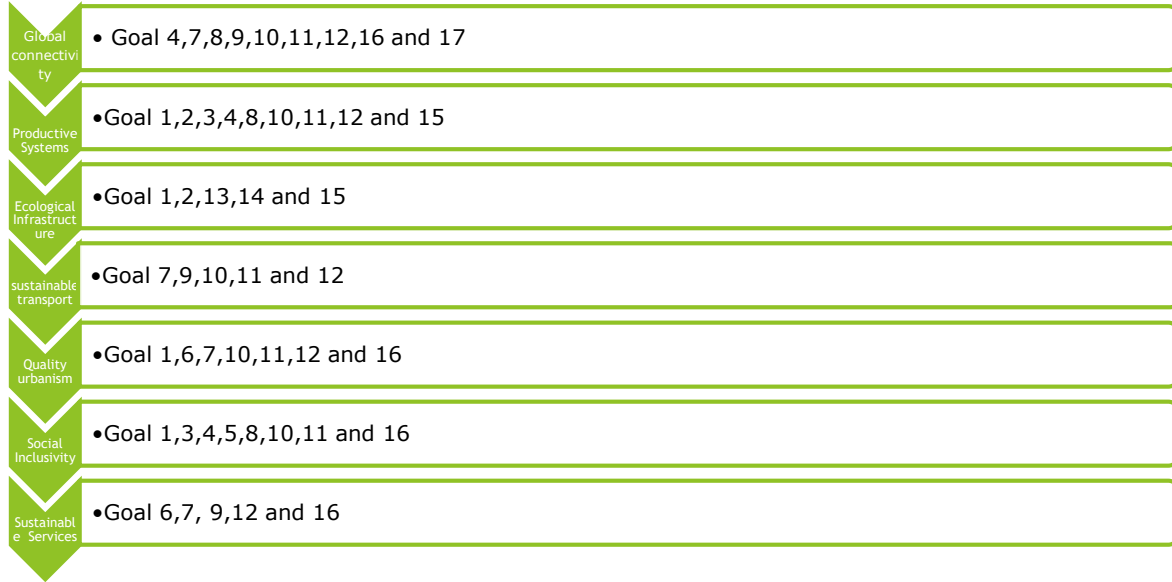 Global
connectivi
ty
• Goal 4,7,8,9,10,11,12,16 and 17
Productive
Systems
•Goal 1,2,3,4,8,10,11,12 and 15
Ecological
Infrastruct
ure
•Goal 1,2,13,14 and 15
sustainable
transport
•Goal 7,9,10,11 and 12
Quality
urbanism
•Goal 1,6,7,10,11,12 and 16
Social
Inclusivity
•Goal 1,3,4,5,8,10,11 and 16
Sustainabl
e Services
•Goal 6,7, 9,12 and 16